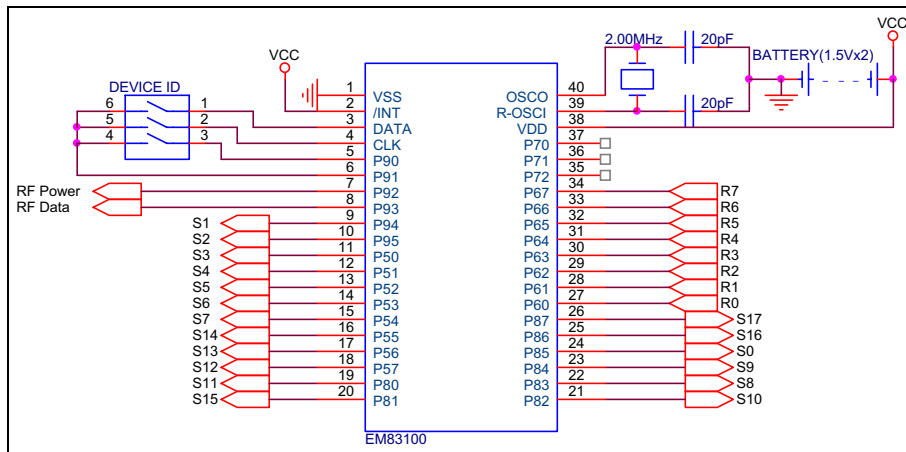 VCC
2.00MHz
20pF
BATTERY(1.5Vx2)
VCC
DEVICE ID
20pF
6 1
5 2
4 3
RF Power
RF Data
S1
S2
S3
S4
S5
S6
S7
S14
S13
S12
S11
S15
1 VSS
2 /INT
3 DATA
4 CLK
5 P90
6 P91
7 P92
8 P93
9 P94
10 P95
11 P50
12 P51
13 P52
14 P53
15 P54
16 P55
17 P56
18 P57
19 P80
20 P81
OSCO 40
R-OSCI 39
VDD 38
P70 37
P71 36
P72 35
P67 34
P66 33
P65 32
P64 31
P63 30
P62 29
P61 28
P60 27
P87 26
P86 25
P85 24
P84 23
P83 22
P82 21
R7
R6
R5
R4
R3
R2
R1
R0
S17
S16
S0
S9
S8
S10
EM83100